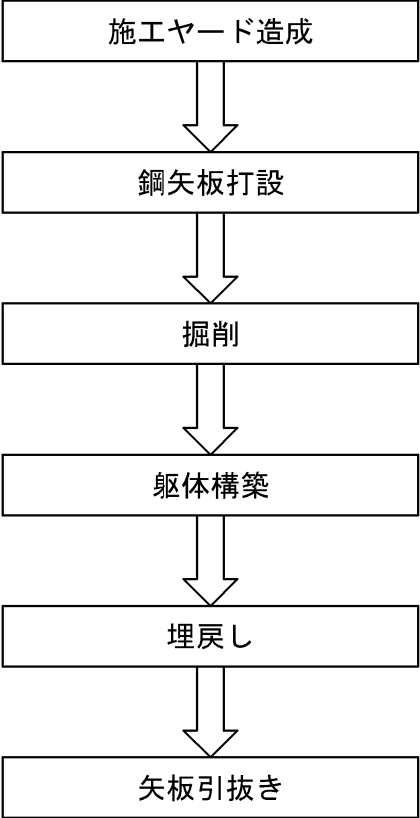 施工ヤード造成
鋼矢板打設
掘削
躯体構築
埋戻し
矢板引抜き